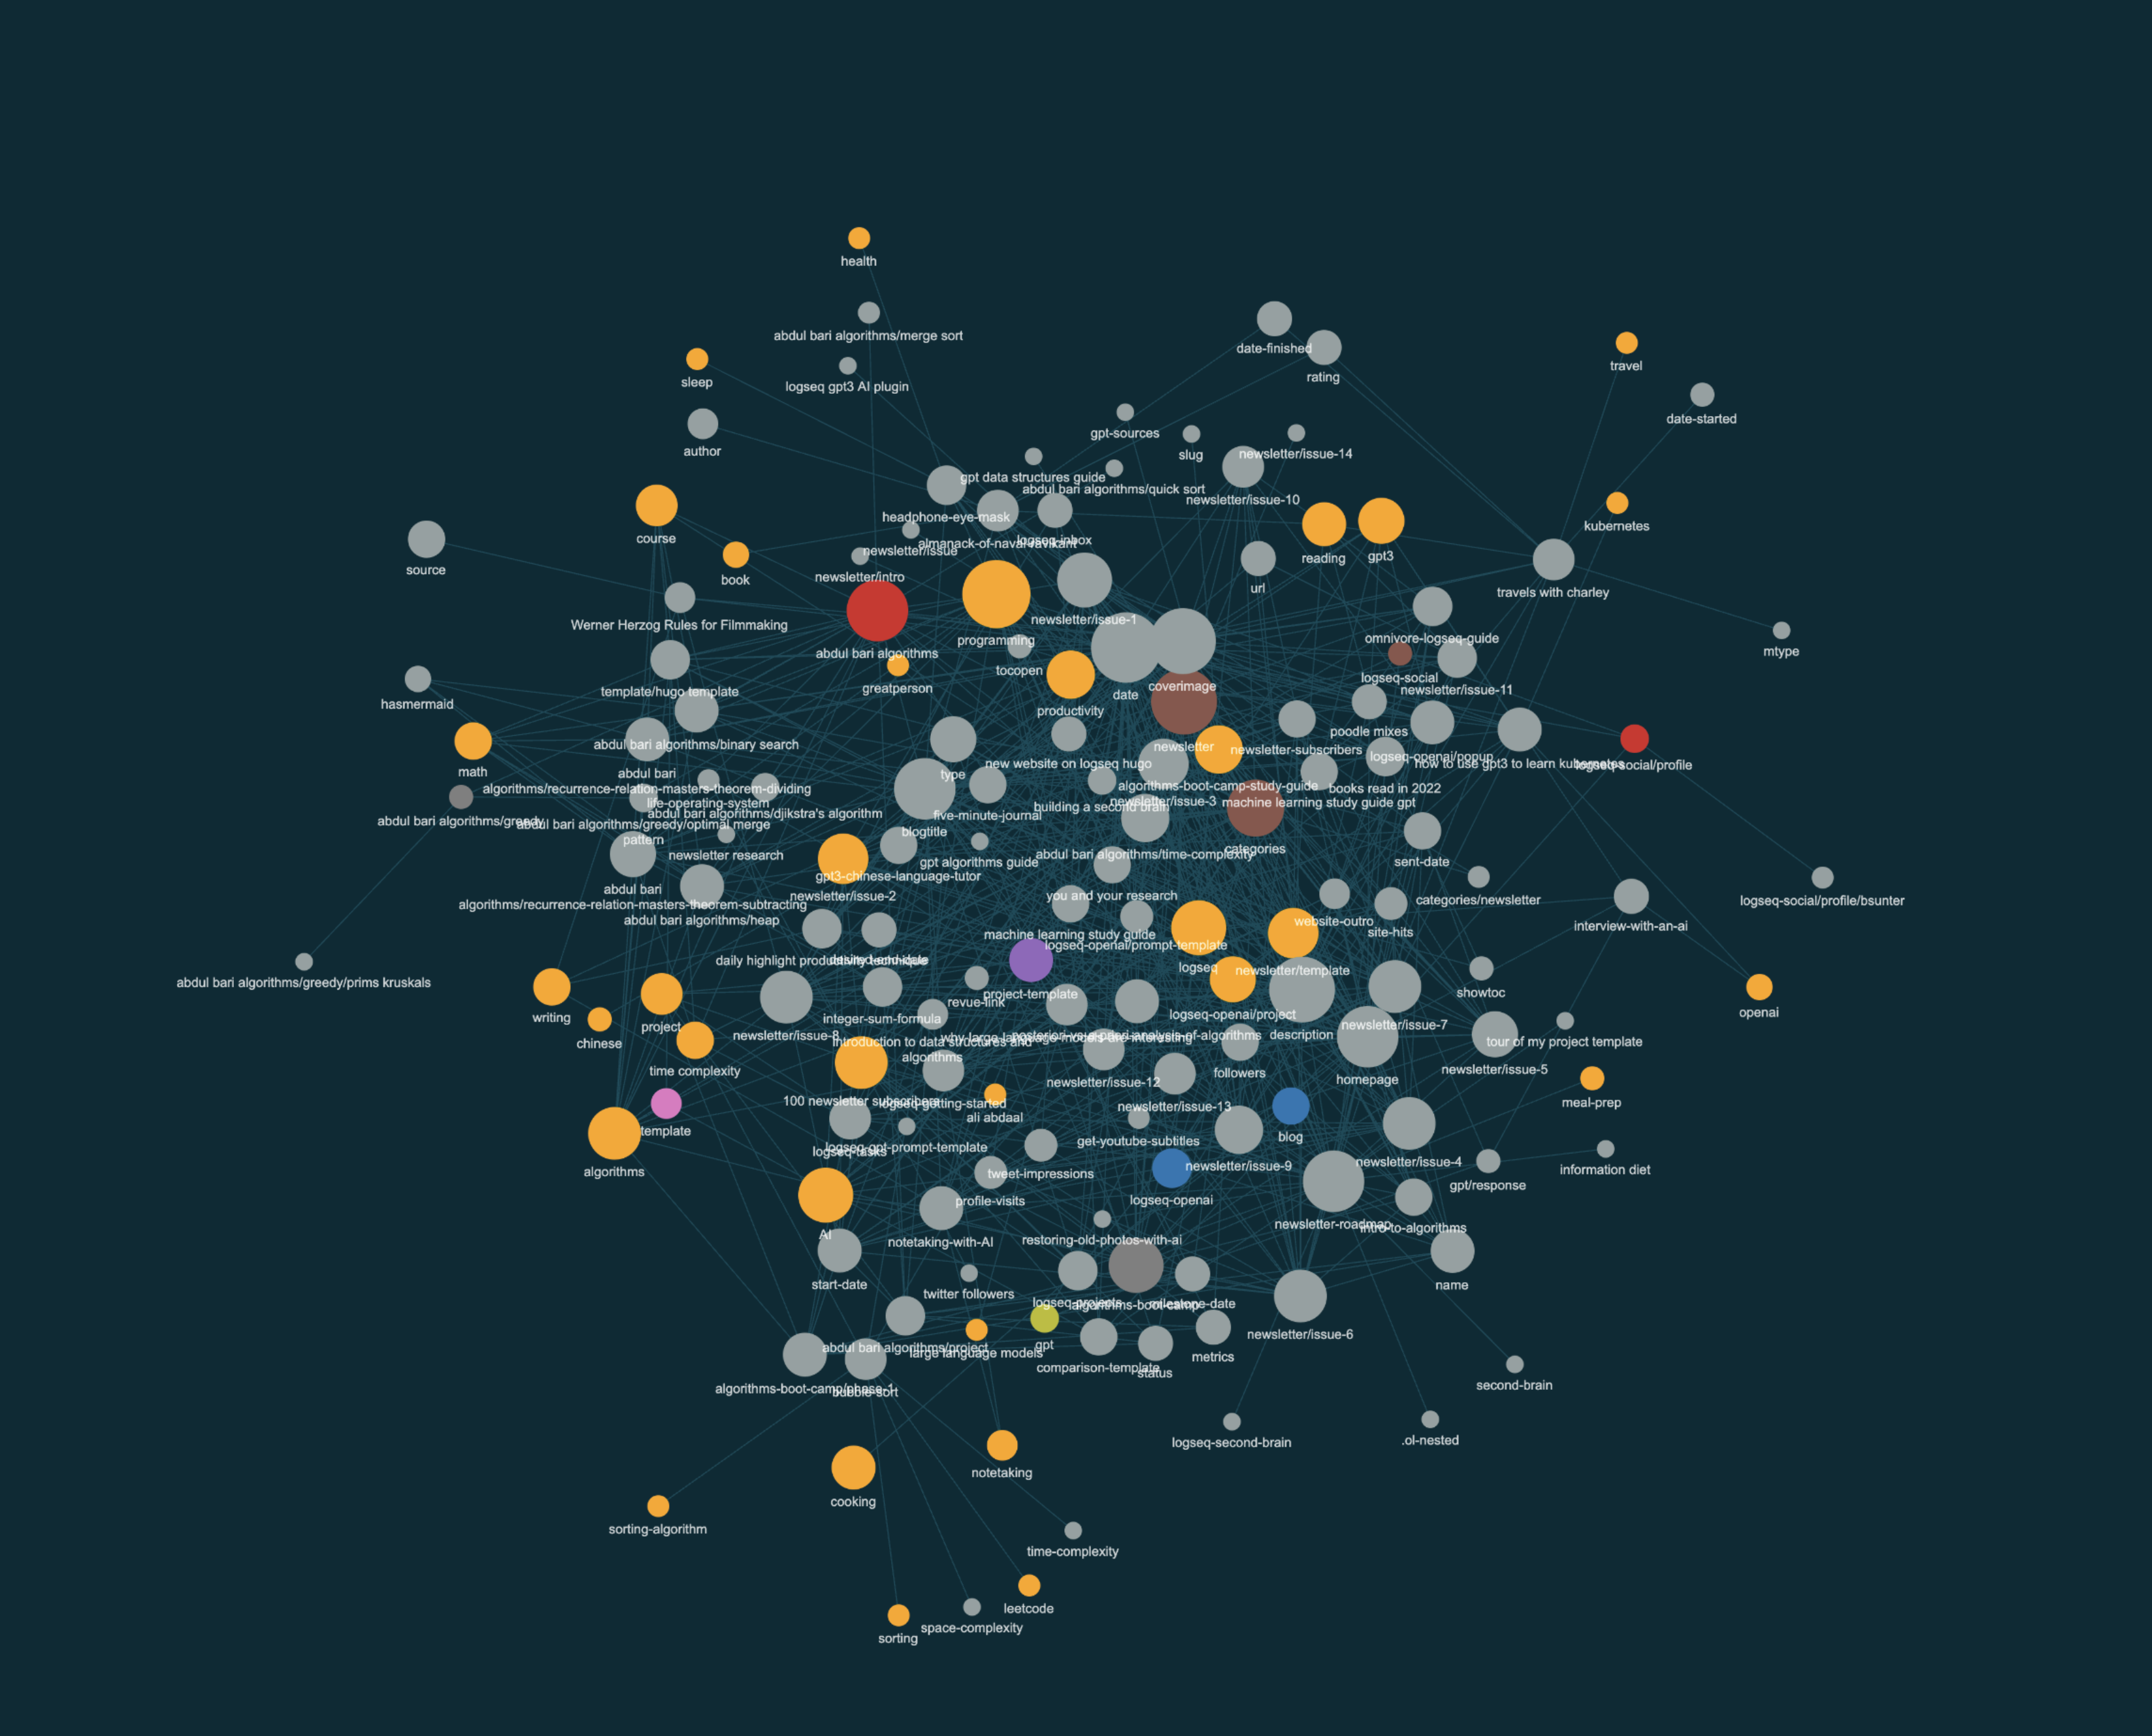 health
abdul bari algorithms/merge sort
date-finished
travel
rating
sleep
logseq gpt3 AI plugin
date-started
gpt-sources
author
slug
newsletter/issue-14
gpt data structures guide
abdul bari algorithms/quick sort
newsletter/issue-10
headphone-eye-mask
kubernetes
course
logseq-inbox
almanack-of-naval-ravikant
newsletter/issue
reading
gpt3
source
book
newsletter/intro
url
travels with charley
newsletter/issue-1
Werner Herzog Rules for Filmmaking
programming
omnivore-logseq-guide
abdul bari algorithms
mtype
tocopen
logseq-social
coverimage
greatperson
template/hugo template
date
newsletter/issue-11
hasmermaid
productivity
poodle mixes
abdul bari algorithms/binary search
newsletter
newsletter-subscribers
logseq-openai/popup
new website on logseq hugo
how to use gpt3 to learn kubernetes
logseq-social/profile
math
abdul bari
type
algorithms-boot-camp-study-guide
books read in 2022
algorithms/recurrence-relation-masters-theorem-dividing
life-operating-system
newsletter/issue-3
building a second brain
machine learning study guide gpt
abdul bari algorithms/djikstra's algorithm
five-minute-journal
abdul bari algorithms/greedy
abdul bari algorithms/greedy/optimal merge
blogtitle
pattern
categories
newsletter research
abdul bari algorithms/time-complexity
gpt algorithms guide
sent-date
gpt3-chinese-language-tutor
abdul bari
newsletter/issue-2
you and your research
categories/newsletter
logseq-social/profile/bsunter
algorithms/recurrence-relation-masters-theorem-subtracting
abdul bari algorithms/heap
website-outro
interview-with-an-ai
site-hits
machine learning study guide
logseq-openai/prompt-template
daily highlight productivity technique
desired-end-date
logseq
newsletter/template
abdul bari algorithms/greedy/prims kruskals
project-template
showtoc
revue-link
openai
writing
logseq-openai/project
integer-sum-formula
project
newsletter/issue-7
chinese
newsletter/issue-8
description
posteriori-vs-a-priori-analysis-of-algorithms
why-large-language-models-are-interesting
introduction to data structures and
algorithms
tour of my project template
time complexity
newsletter/issue-12
followers
homepage
newsletter/issue-5
100 newsletter subscribers
logseq-getting-started
meal-prep
newsletter/issue-13
ali abdaal
template
blog
get-youtube-subtitles
logseq-gpt-prompt-template
logseq-tasks
newsletter/issue-4
newsletter/issue-9
algorithms
information diet
tweet-impressions
gpt/response
logseq-openai
profile-visits
newsletter-roadmap
intro-to-algorithms
AI
notetaking-with-AI
restoring-old-photos-with-ai
start-date
name
twitter followers
logseq-projects
milestone-date
algorithms-boot-camp
newsletter/issue-6
gpt
abdul bari algorithms/project
large language models
metrics
comparison-template
status
algorithms-boot-camp/phase-1
bubble-sort
second-brain
logseq-second-brain
.ol-nested
notetaking
cooking
sorting-algorithm
time-complexity
leetcode
space-complexity
sorting